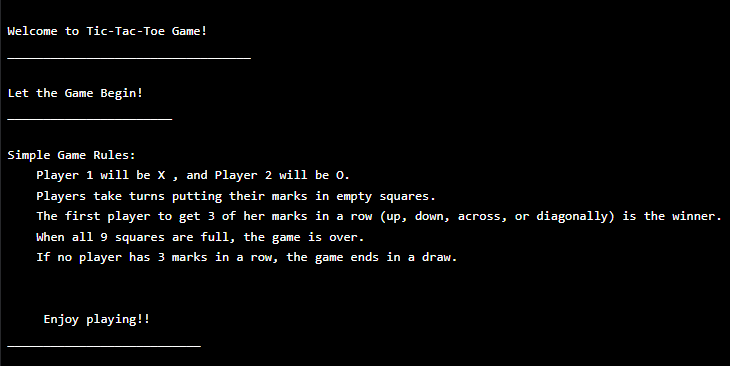 Welcome to Tic-Tac-Toe Game!
__________________________________
Let the Game Begin!
_______________________
Simple Game Rules:
Player 1 will be X , and Player 2 will be O.
Players take turns putting their marks in empty squares.
The first player to get 3 of her marks in a row (up, down, across, or diagonally) is the winner.
When all 9 squares are full, the game is over.
If no player has 3 marks in a row, the game ends in a draw.
Enjoy playing!!
___________________________